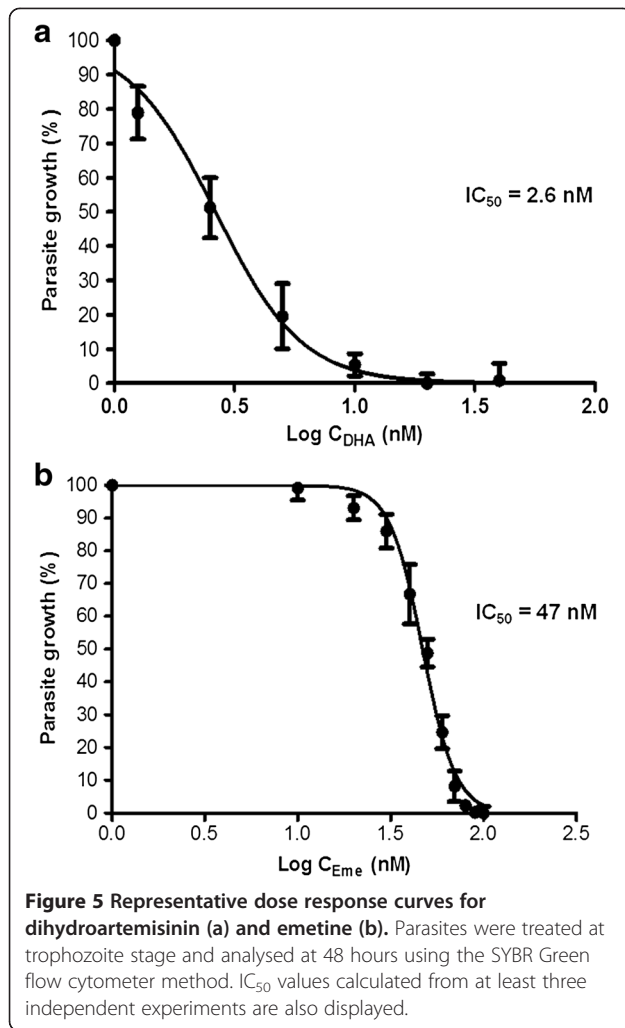 a
100
90
80
70
60
50
40
30
20
10
0
Parasite growth (%)
IC50 = 2.6 nM
0.0 0.5 1.0 1.5 2.0
Log CDHA (nM)
b
100
90
80
70
60
50
40
30
20
10
0
Parasite growth (%)
IC50 = 47 nM
0.0 0.5 1.0 1.5 2.0 2.5
Log CEme (nM)
Figure 5 Representative dose response curves for
dihydroartemisinin (a) and emetine (b). Parasites were treated at
trophozoite stage and analysed at 48 hours using the SYBR Green
flow cytometer method. IC50 values calculated from at least three
independent experiments are also displayed.